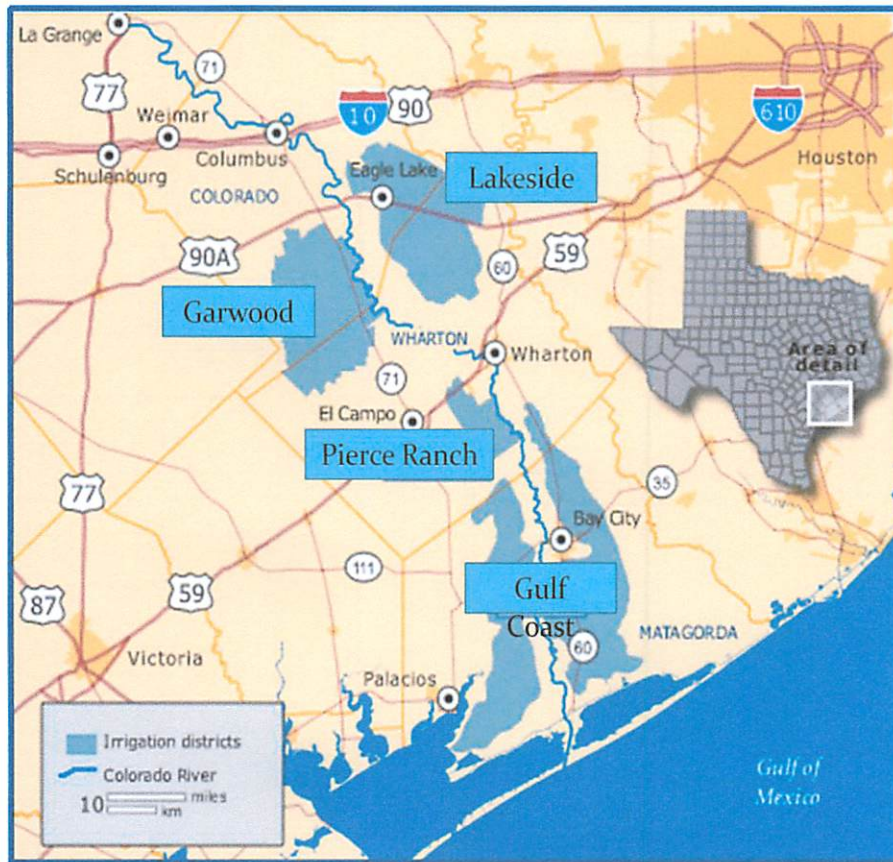 La Grange
71
77
Weimar
10
90
610
Columbus
Houston
Schulenburg
Eagle Lake
Lakeside
COLORADO
90A
59
60
Garwood
WHARTON
Wharton
Area of
detail
71
El Campo
Pierce Ranch
77
35
Bay City
111
59
87
Gulf
Coast
MATAGORDA
60
Victoria
Palacios
Irrigation districts
Colorado River
10
miles
km
Gulf of
Mexico